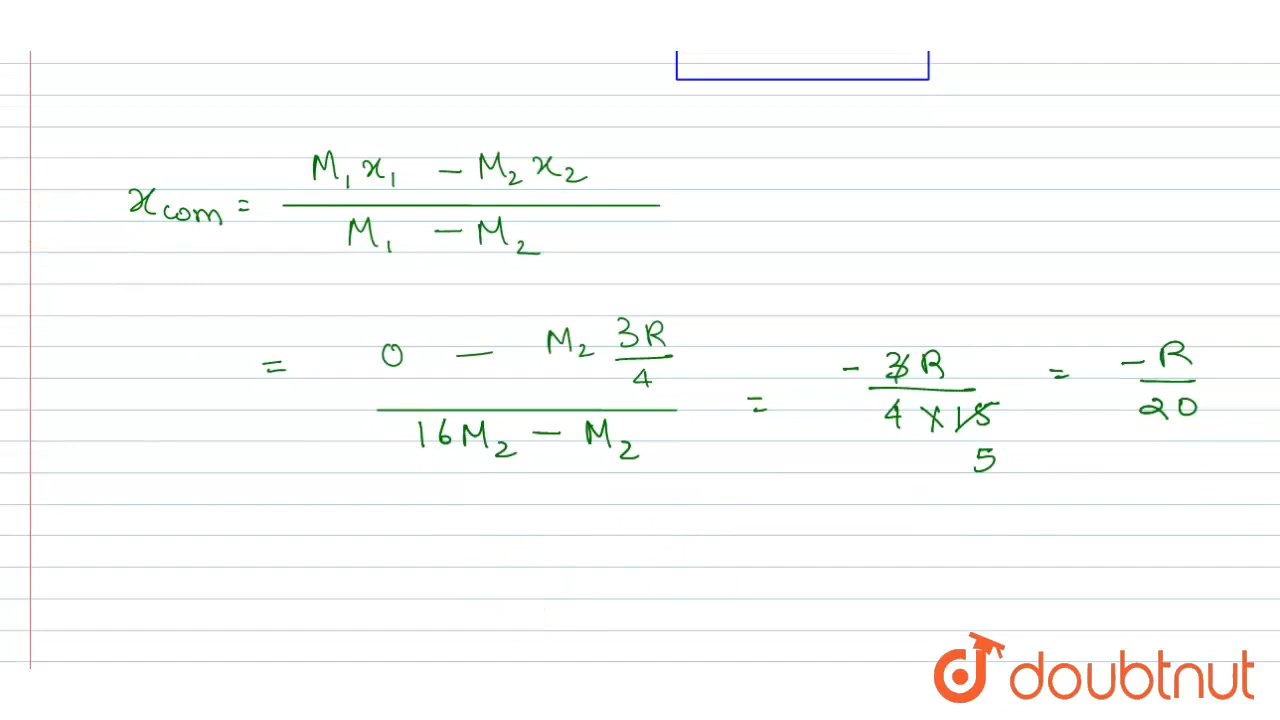 x_com = (M₁x₁ − M₂x₂) / (M₁ − M₂)
= (0 − M₂ 3R/4) / (16M₂ − M₂) = − 3R / (4 × 15) = −R / 20
5
doubtnut